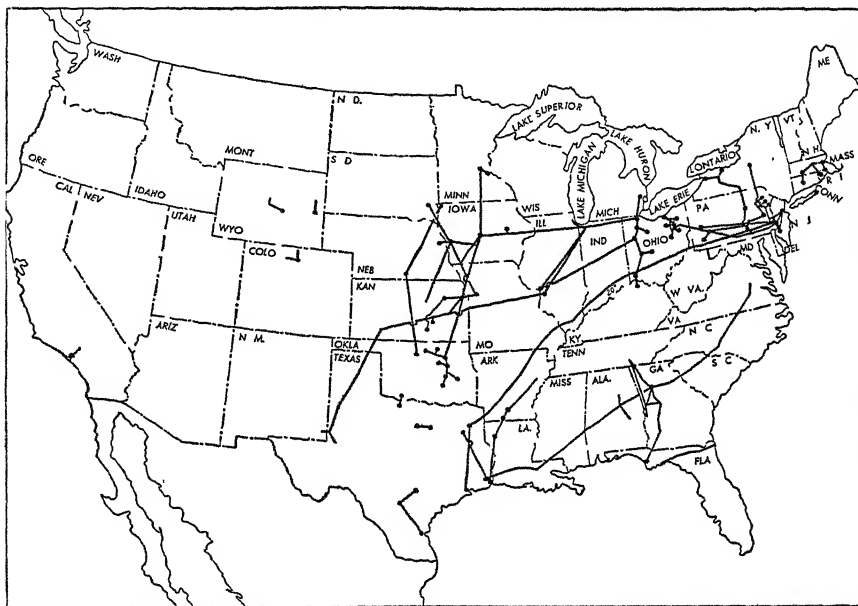 WASH
ME
LAKE SUPERIOR
N D.
VT
N. Y
LAKE HURON
MONT
N H
ORE
S D
MINN
LAKE MICHIGAN
L ONTARIO
MASS
R I
CONN
CAL
NEV
IDAHO
IOWA
WIS
MICH
LAKE ERIE
PA
UTAH
WYO
ILL
N J
COLO
IND
OHIO
MD
DEL
NEB
KAN
W VA.
ARIZ
N M.
OKLA
TEXAS
MO
ARK
KY
TENN
VA
N C
MISS
ALA.
GA
S C
LA.
FLA